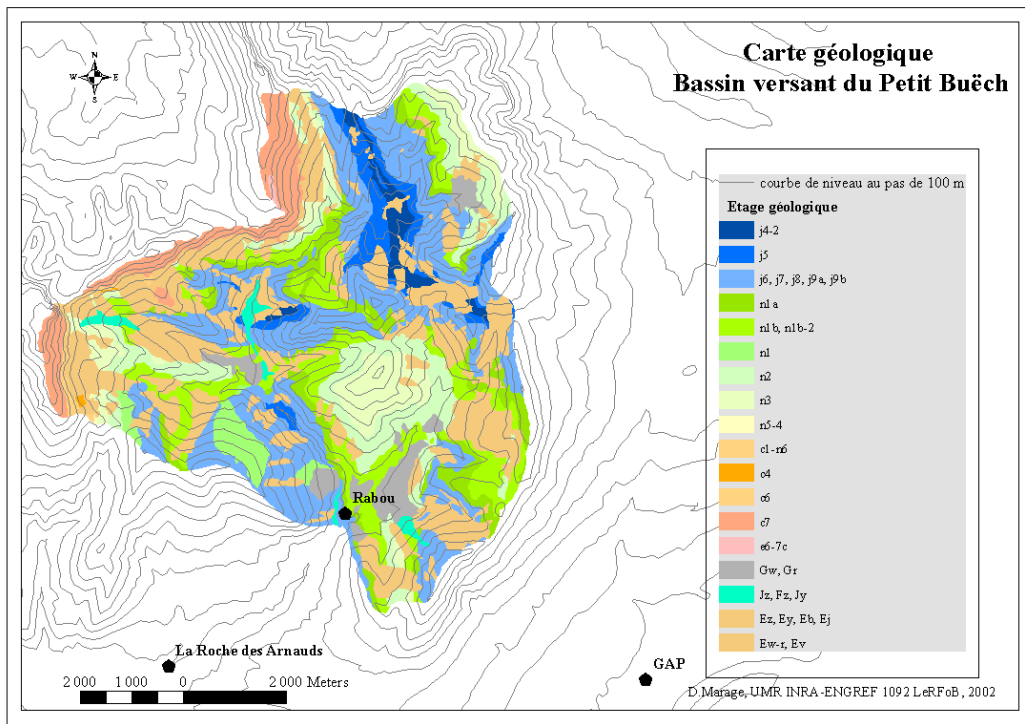 Carte géologique
Bassin versant du Petit Buëch
N
W E
S
courbe de niveau au pas de 100 m
Etage géologique
j4-2
j5
j6, j7, j8, j9a, j9b
n1a
n1b, n1b-2
n1
n2
n3
n5-4
c1-n6
c4
c6
c7
e6-7c
Gw, Gr
Jz, Fz, Jy
Ez, Ey, Eb, Ej
Ew-r, Ev
Rabou
La Roche des Arnauds
GAP
2 000 1 000 0 2 000 Meters
D.Marage, UMR INRA-ENGREF 1092 LeRFoB, 2002